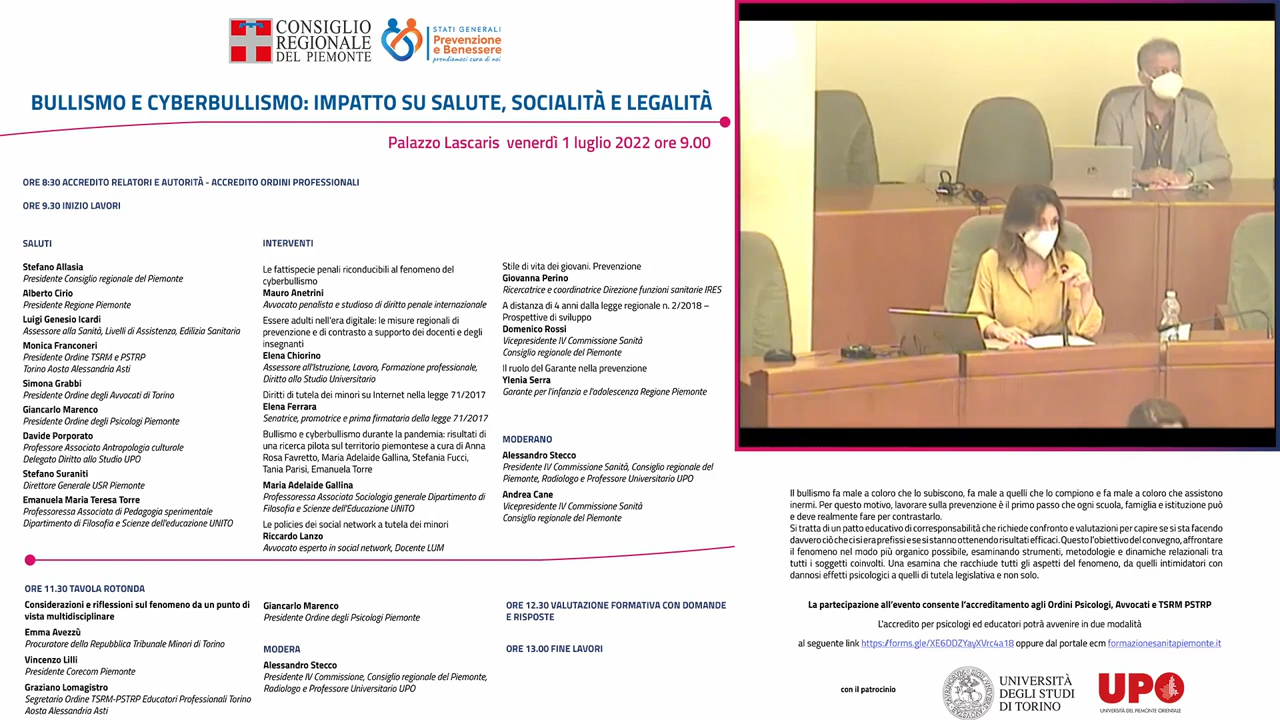 CONSIGLIO
REGIONALE
DEL PIEMONTE
STATI GENERALI
Prevenzione
e Benessere
prendiamoci cura di noi
BULLISMO E CYBERBULLISMO: IMPATTO SU SALUTE, SOCIALITÀ E LEGALITÀ
Palazzo Lascaris venerdì 1 luglio 2022 ore 9.00
ORE 8:30 ACCREDITO RELATORI E AUTORITÀ - ACCREDITO ORDINI PROFESSIONALI
ORE 9.30 INIZIO LAVORI
SALUTI
Stefano Allasia
Presidente Consiglio regionale del Piemonte
Alberto Cirio
Presidente Regione Piemonte
Luigi Genesio Icardi
Assessore alla Sanità, Livelli di Assistenza, Edilizia Sanitaria
Monica Franconeri
Presidente Ordine TSRM e PSTRP
Torino Aosta Alessandria Asti
Simona Grabbi
Presidente Ordine degli Avvocati di Torino
Giancarlo Marenco
Presidente Ordine degli Psicologi Piemonte
Davide Porporato
Professore Associato Antropologia culturale
Delegato Diritto allo Studio UPO
Stefano Suraniti
Direttore Generale USR Piemonte
Emanuela Maria Teresa Torre
Professoressa Associata di Pedagogia sperimentale
Dipartimento di Filosofia e Scienze dell'educazione UNITO
INTERVENTI
Le fattispecie penali riconducibili al fenomeno del
cyberbullismo
Mauro Anetrini
Avvocato penalista e studioso di diritto penale internazionale
Essere adulti nell'era digitale: le misure regionali di
prevenzione e di contrasto a supporto dei docenti e degli
insegnanti
Elena Chiorino
Assessore all'Istruzione, Lavoro, Formazione professionale,
Diritto allo Studio Universitario
Diritti di tutela dei minori su Internet nella legge 71/2017
Elena Ferrara
Senatrice, promotrice e prima firmataria della legge 71/2017
Bullismo e cyberbullismo durante la pandemia: risultati di
una ricerca pilota sul territorio piemontese a cura di Anna
Rosa Favretto, Maria Adelaide Gallina, Stefania Fucci,
Tania Parisi, Emanuela Torre
Maria Adelaide Gallina
Professoressa Associata Sociologia generale Dipartimento di
Filosofia e Scienze dell'Educazione UNITO
Le policies dei social network a tutela dei minori
Riccardo Lanzo
Avvocato esperto in social network, Docente LUM
Stile di vita dei giovani. Prevenzione
Giovanna Perino
Ricercatrice e coordinatrice Direzione funzioni sanitarie IRES
A distanza di 4 anni dalla legge regionale n. 2/2018 –
Prospettive di sviluppo
Domenico Rossi
Vicepresidente IV Commissione Sanità
Consiglio regionale del Piemonte
Il ruolo del Garante nella prevenzione
Ylenia Serra
Garante per l'infanzia e l'adolescenza Regione Piemonte
MODERANO
Alessandro Stecco
Presidente IV Commissione Sanità, Consiglio regionale del
Piemonte, Radiologo e Professore Universitario UPO
Andrea Cane
Vicepresidente IV Commissione Sanità
Consiglio regionale del Piemonte
ORE 11.30 TAVOLA ROTONDA
Considerazioni e riflessioni sul fenomeno da un punto di
vista multidisciplinare
Emma Avezzù
Procuratore della Repubblica Tribunale Minori di Torino
Vincenzo Lilli
Presidente Corecom Piemonte
Graziano Lomagistro
Segretario Ordine TSRM-PSTRP Educatori Professionali Torino
Aosta Alessandria Asti
Giancarlo Marenco
Presidente Ordine degli Psicologi Piemonte
MODERA
Alessandro Stecco
Presidente IV Commissione, Consiglio regionale del Piemonte,
Radiologo e Professore Universitario UPO
ORE 12.30 VALUTAZIONE FORMATIVA CON DOMANDE
E RISPOSTE
ORE 13.00 FINE LAVORI
Il bullismo fa male a coloro che lo subiscono, fa male a quelli che lo compiono e fa male a coloro che assistono
inermi. Per questo motivo, lavorare sulla prevenzione è il primo passo che ogni scuola, famiglia e istituzione può
e deve realmente fare per contrastarlo.
Si tratta di un patto educativo di corresponsabilità che richiede confronto e valutazioni per capire se si sta facendo
davvero ciò che ci si era prefissi e se si stanno ottenendo risultati efficaci. Questo l'obiettivo del convegno, affrontare
il fenomeno nel modo più organico possibile, esaminando strumenti, metodologie e dinamiche relazionali tra
tutti i soggetti coinvolti. Una esamina che racchiude tutti gli aspetti del fenomeno, da quelli intimidatori con
dannosi effetti psicologici a quelli di tutela legislativa e non solo.
La partecipazione all'evento consente l'accreditamento agli Ordini Psicologi, Avvocati e TSRM PSTRP
L'accredito per psicologi ed educatori potrà avvenire in due modalità
al seguente link https://forms.gle/XE6DDZYayXVrc4a18 oppure dal portale ecm formazionesanitapiemonte.it
con il patrocinio
UNIVERSITÀ
DEGLI STUDI
DI TORINO
UPO
UNIVERSITÀ DEL PIEMONTE ORIENTALE